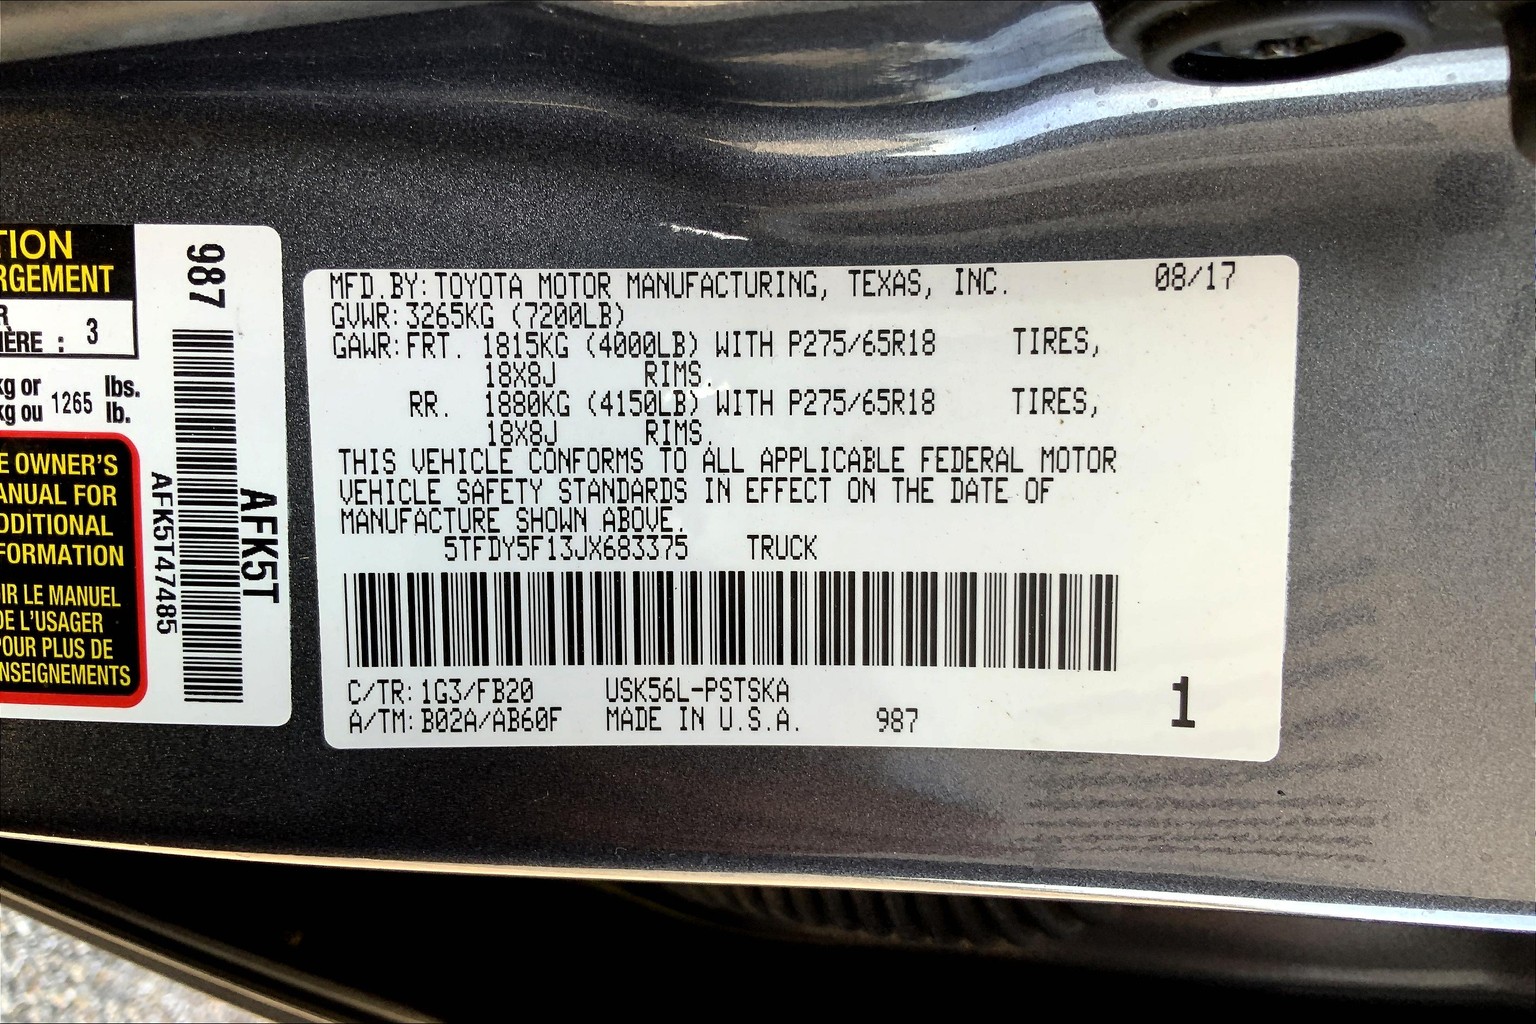 TION
RGEMENT
R
IÈRE : 3
kg or lbs.
kg ou 1265 lb.
E OWNER'S
ANUAL FOR
DDITIONAL
FORMATION
IR LE MANUEL
DE L'USAGER
POUR PLUS DE
NSEIGNEMENTS
987
AFK5T47485
AFK5T
MFD.BY:TOYOTA MOTOR MANUFACTURING, TEXAS, INC. 08/17
GVWR:3265KG (7200LB)
GAWR:FRT. 1815KG (4000LB) WITH P275/65R18 TIRES,
18X8J RIMS.
RR. 1880KG (4150LB) WITH P275/65R18 TIRES,
18X8J RIMS.
THIS VEHICLE CONFORMS TO ALL APPLICABLE FEDERAL MOTOR
VEHICLE SAFETY STANDARDS IN EFFECT ON THE DATE OF
MANUFACTURE SHOWN ABOVE.
5TFDY5F13JX683375 TRUCK
C/TR:1G3/FB20 USK56L-PSTSKA
A/TM:B02A/AB60F MADE IN U.S.A. 987
1